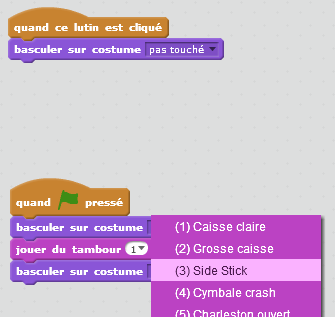 quand ce lutin est cliqué
basculer sur costume pas touché
quand pressé
basculer sur costume
jouer du tambour 1
basculer sur costume
(1) Caisse claire
(2) Grosse caisse
(3) Side Stick
(4) Cymbale crash
(5) Charleston ouvert